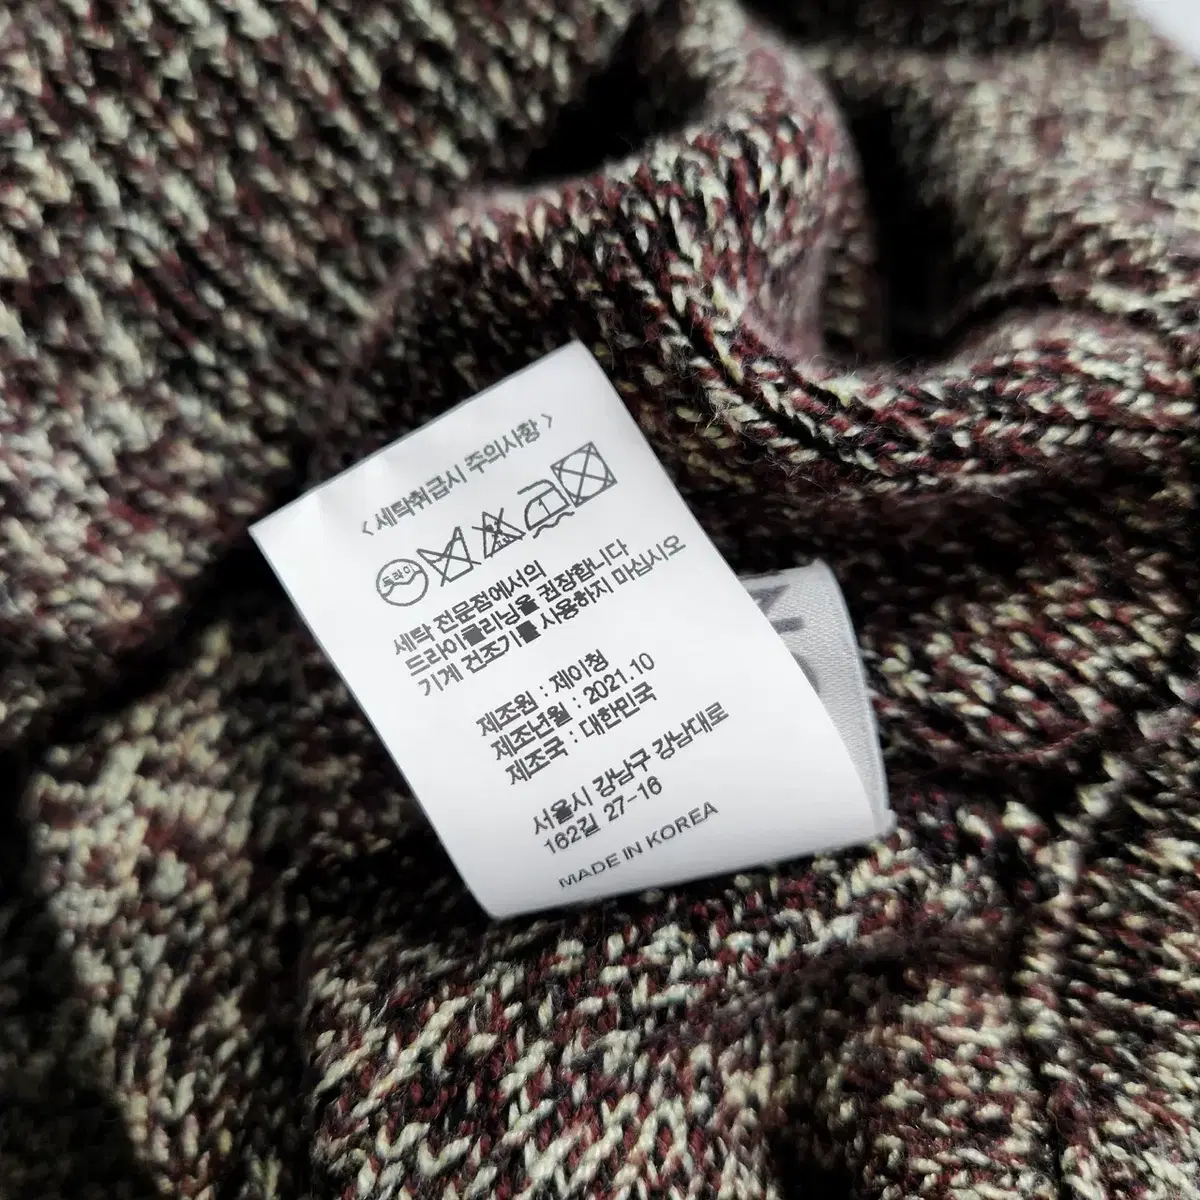 < 세탁취급시 주의사항 >
드라이
세탁 전문점에서의
드라이클리닝을 권장합니다
기계 건조기를 사용하지 마십시오
제조원 : 제이청
제조년월 : 2021.10
제조국 : 대한민국
서울시 강남구 강남대로
162길 27-16
MADE IN KOREA